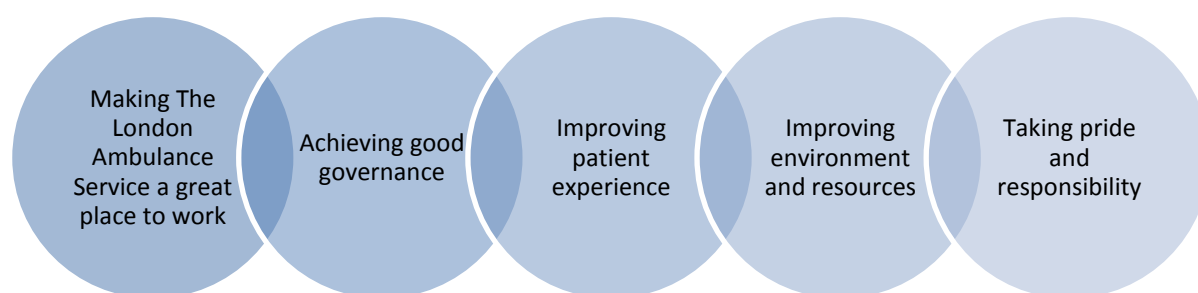 Making The
London
Ambulance
Service a great
place to work
Achieving good
governance
Improving
patient
experience
Improving
environment
and resources
Taking pride
and
responsibility